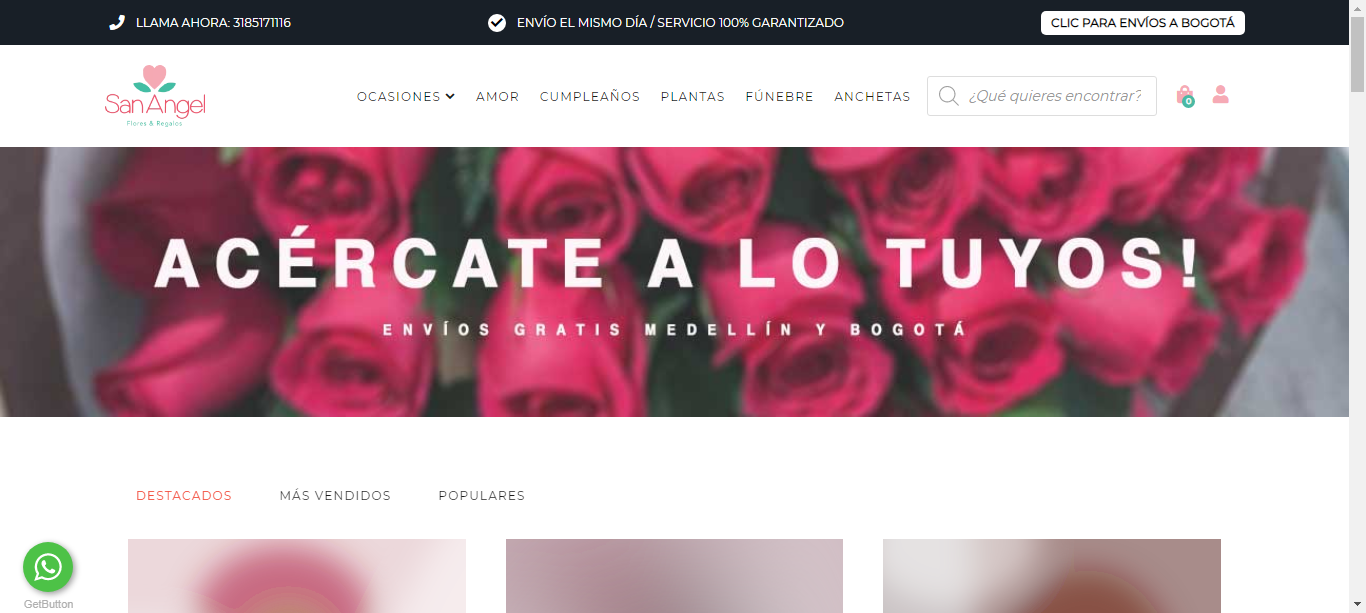 LLAMA AHORA: 3185171116
ENVÍO EL MISMO DÍA / SERVICIO 100% GARANTIZADO
CLIC PARA ENVÍOS A BOGOTÁ
SanAngel
Flores & Regalos
OCASIONES
AMOR
CUMPLEAÑOS
PLANTAS
FÚNEBRE
ANCHETAS
¿Qué quieres encontrar?
0
ACÉRCATE A LO TUYOS!
ENVÍOS GRATIS MEDELLÍN Y BOGOTÁ
DESTACADOS
MÁS VENDIDOS
POPULARES
GetButton